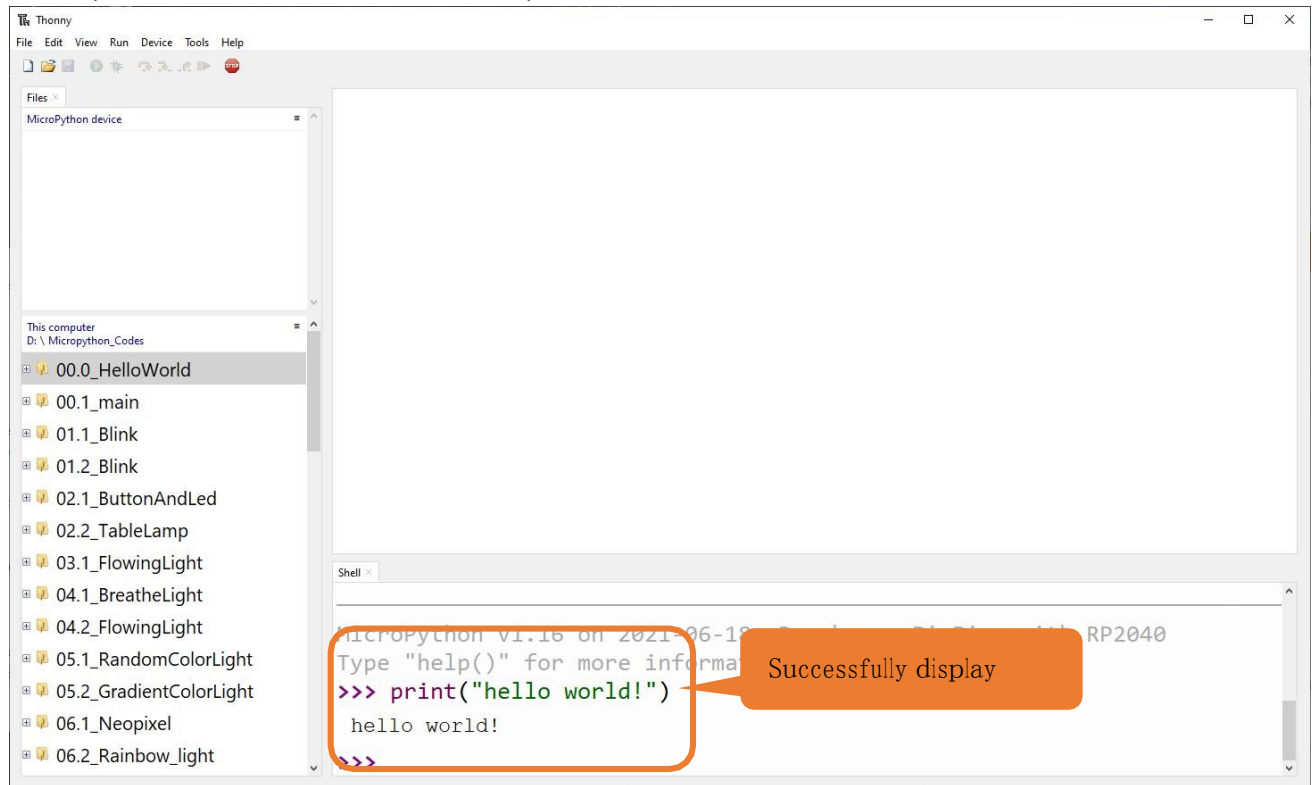 Thonny
File Edit View Run Device Tools Help
STOP
Files
MicroPython device
This computer
D: \ Micropython_Codes
00.0_HelloWorld
00.1_main
01.1_Blink
01.2_Blink
02.1_ButtonAndLed
02.2_TableLamp
03.1_FlowingLight
04.1_BreatheLight
04.2_FlowingLight
05.1_RandomColorLight
05.2_GradientColorLight
06.1_Neopixel
06.2_Rainbow_light
Shell
MicroPython v1.16 on 2021-06-18 RP2040
Type "help()" for more informa
>>> print("hello world!")
hello world!
>>>
Successfully display